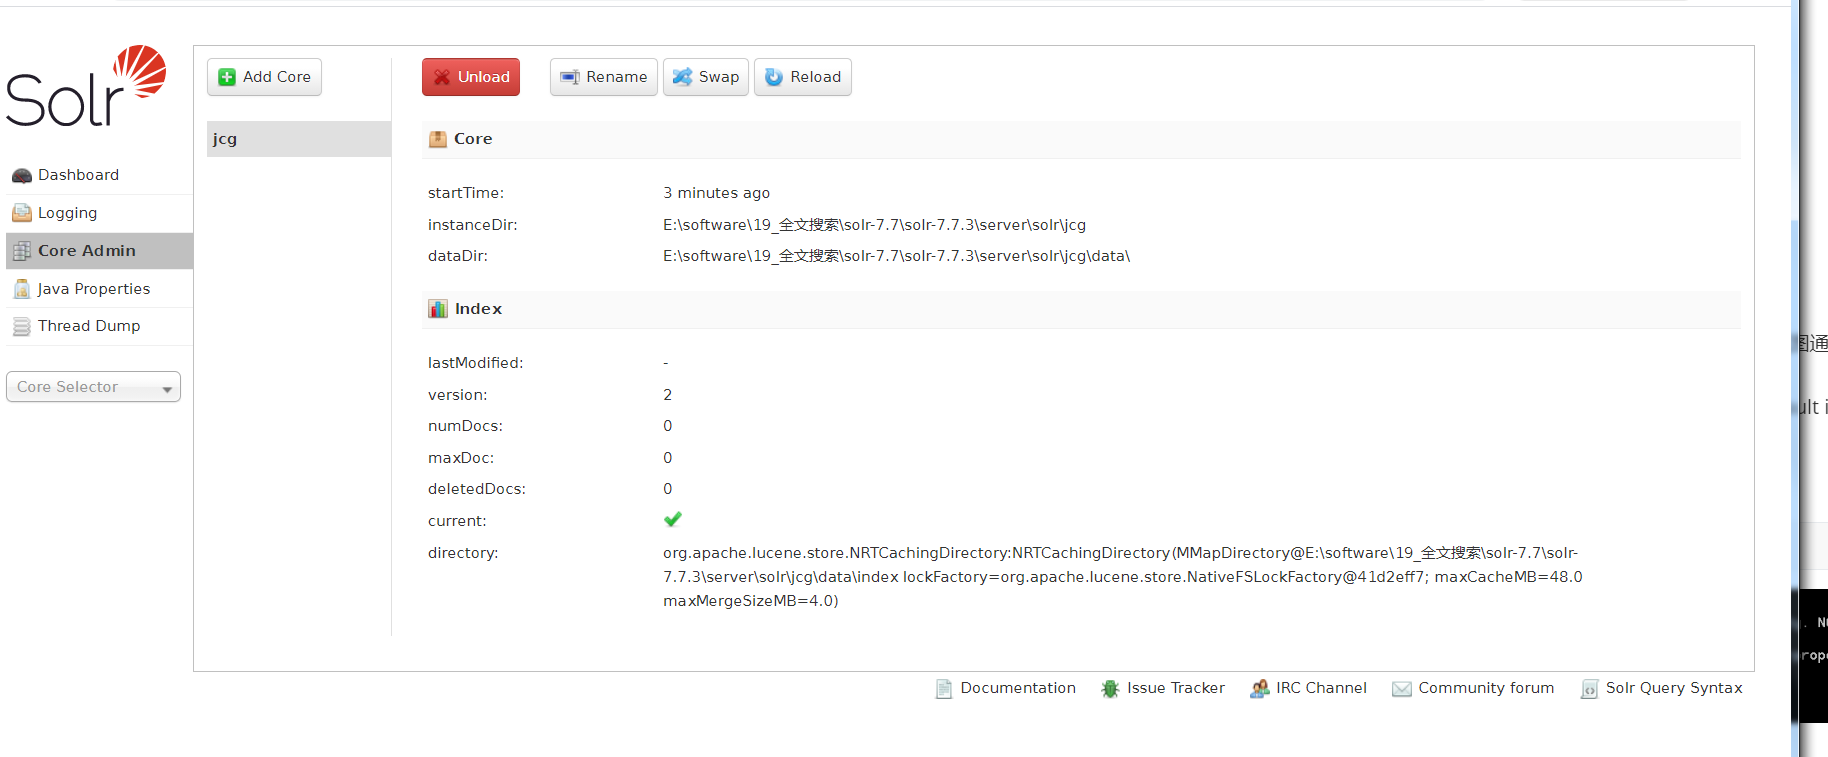 Solr
Dashboard
Logging
Core Admin
Java Properties
Thread Dump
Core Selector
Add Core
jcg
Unload
Rename
Swap
Reload
Core
startTime: 3 minutes ago
instanceDir: E:\software\19_全文搜索\solr-7.7\solr-7.7.3\server\solr\jcg
dataDir: E:\software\19_全文搜索\solr-7.7\solr-7.7.3\server\solr\jcg\data\
Index
lastModified: -
version: 2
numDocs: 0
maxDoc: 0
deletedDocs: 0
current:
directory: org.apache.lucene.store.NRTCachingDirectory:NRTCachingDirectory(MMapDirectory@E:\software\19_全文搜索\solr-7.7\solr-
7.7.3\server\solr\jcg\data\index lockFactory=org.apache.lucene.store.NativeFSLockFactory@41d2eff7; maxCacheMB=48.0
maxMergeSizeMB=4.0)
Documentation
Issue Tracker
IRC Channel
Community forum
Solr Query Syntax
图通
ult i